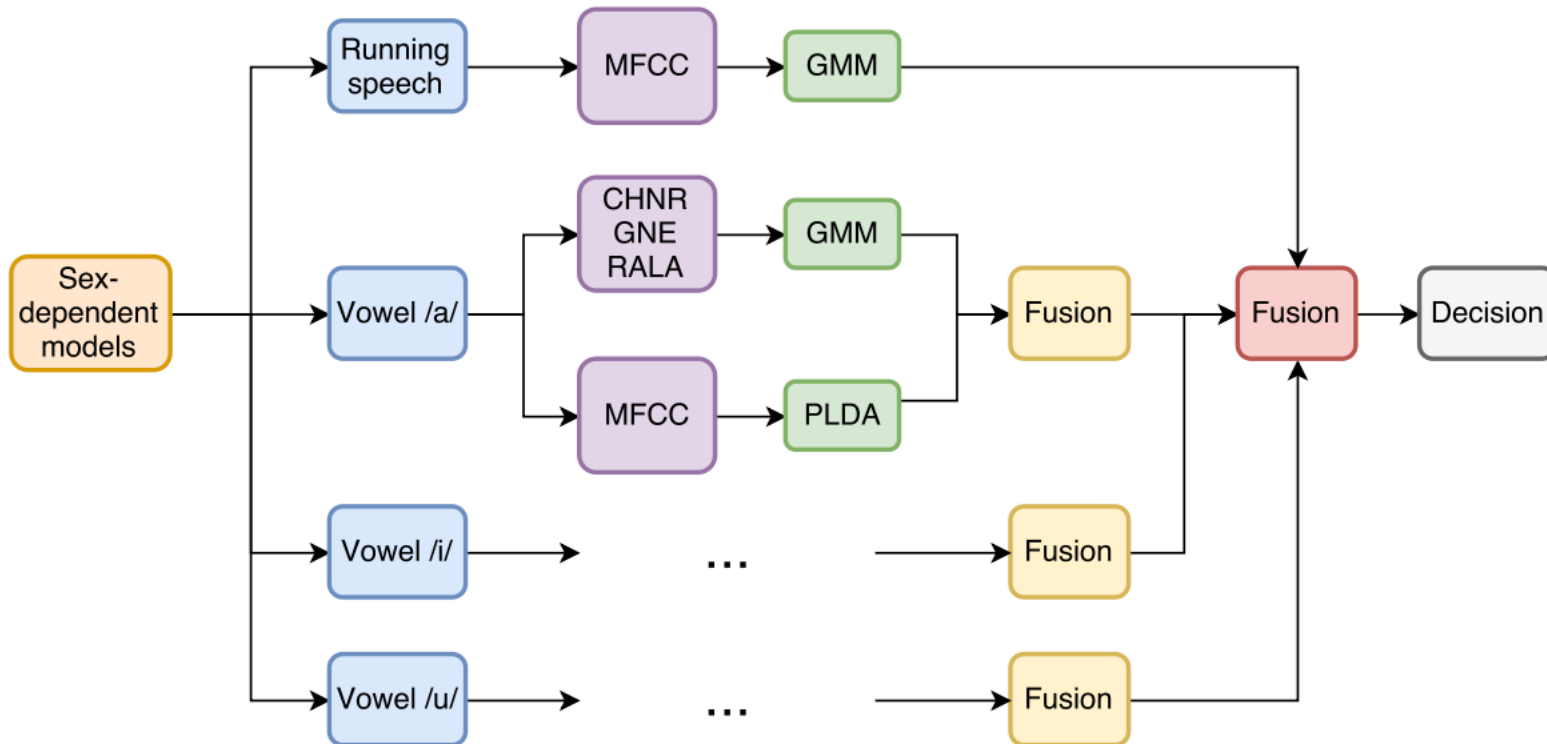 Running
speech
MFCC
GMM
CHNR
GNE
RALA
GMM
Sex-
dependent
models
Vowel /a/
Fusion
Fusion
Decision
MFCC
PLDA
Vowel /i/
...
Fusion
Vowel /u/
...
Fusion